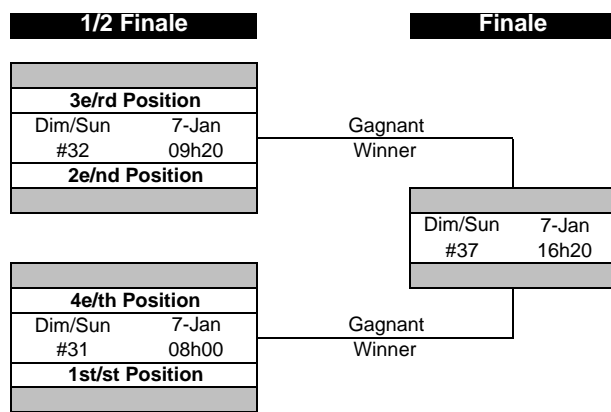 1/2 Finale
Finale
3e/rd Position
Dim/Sun 7-Jan
#32 09h20
2e/nd Position
Gagnant
Winner
Dim/Sun 7-Jan
#37 16h20
4e/th Position
Dim/Sun 7-Jan
#31 08h00
1st/st Position
Gagnant
Winner